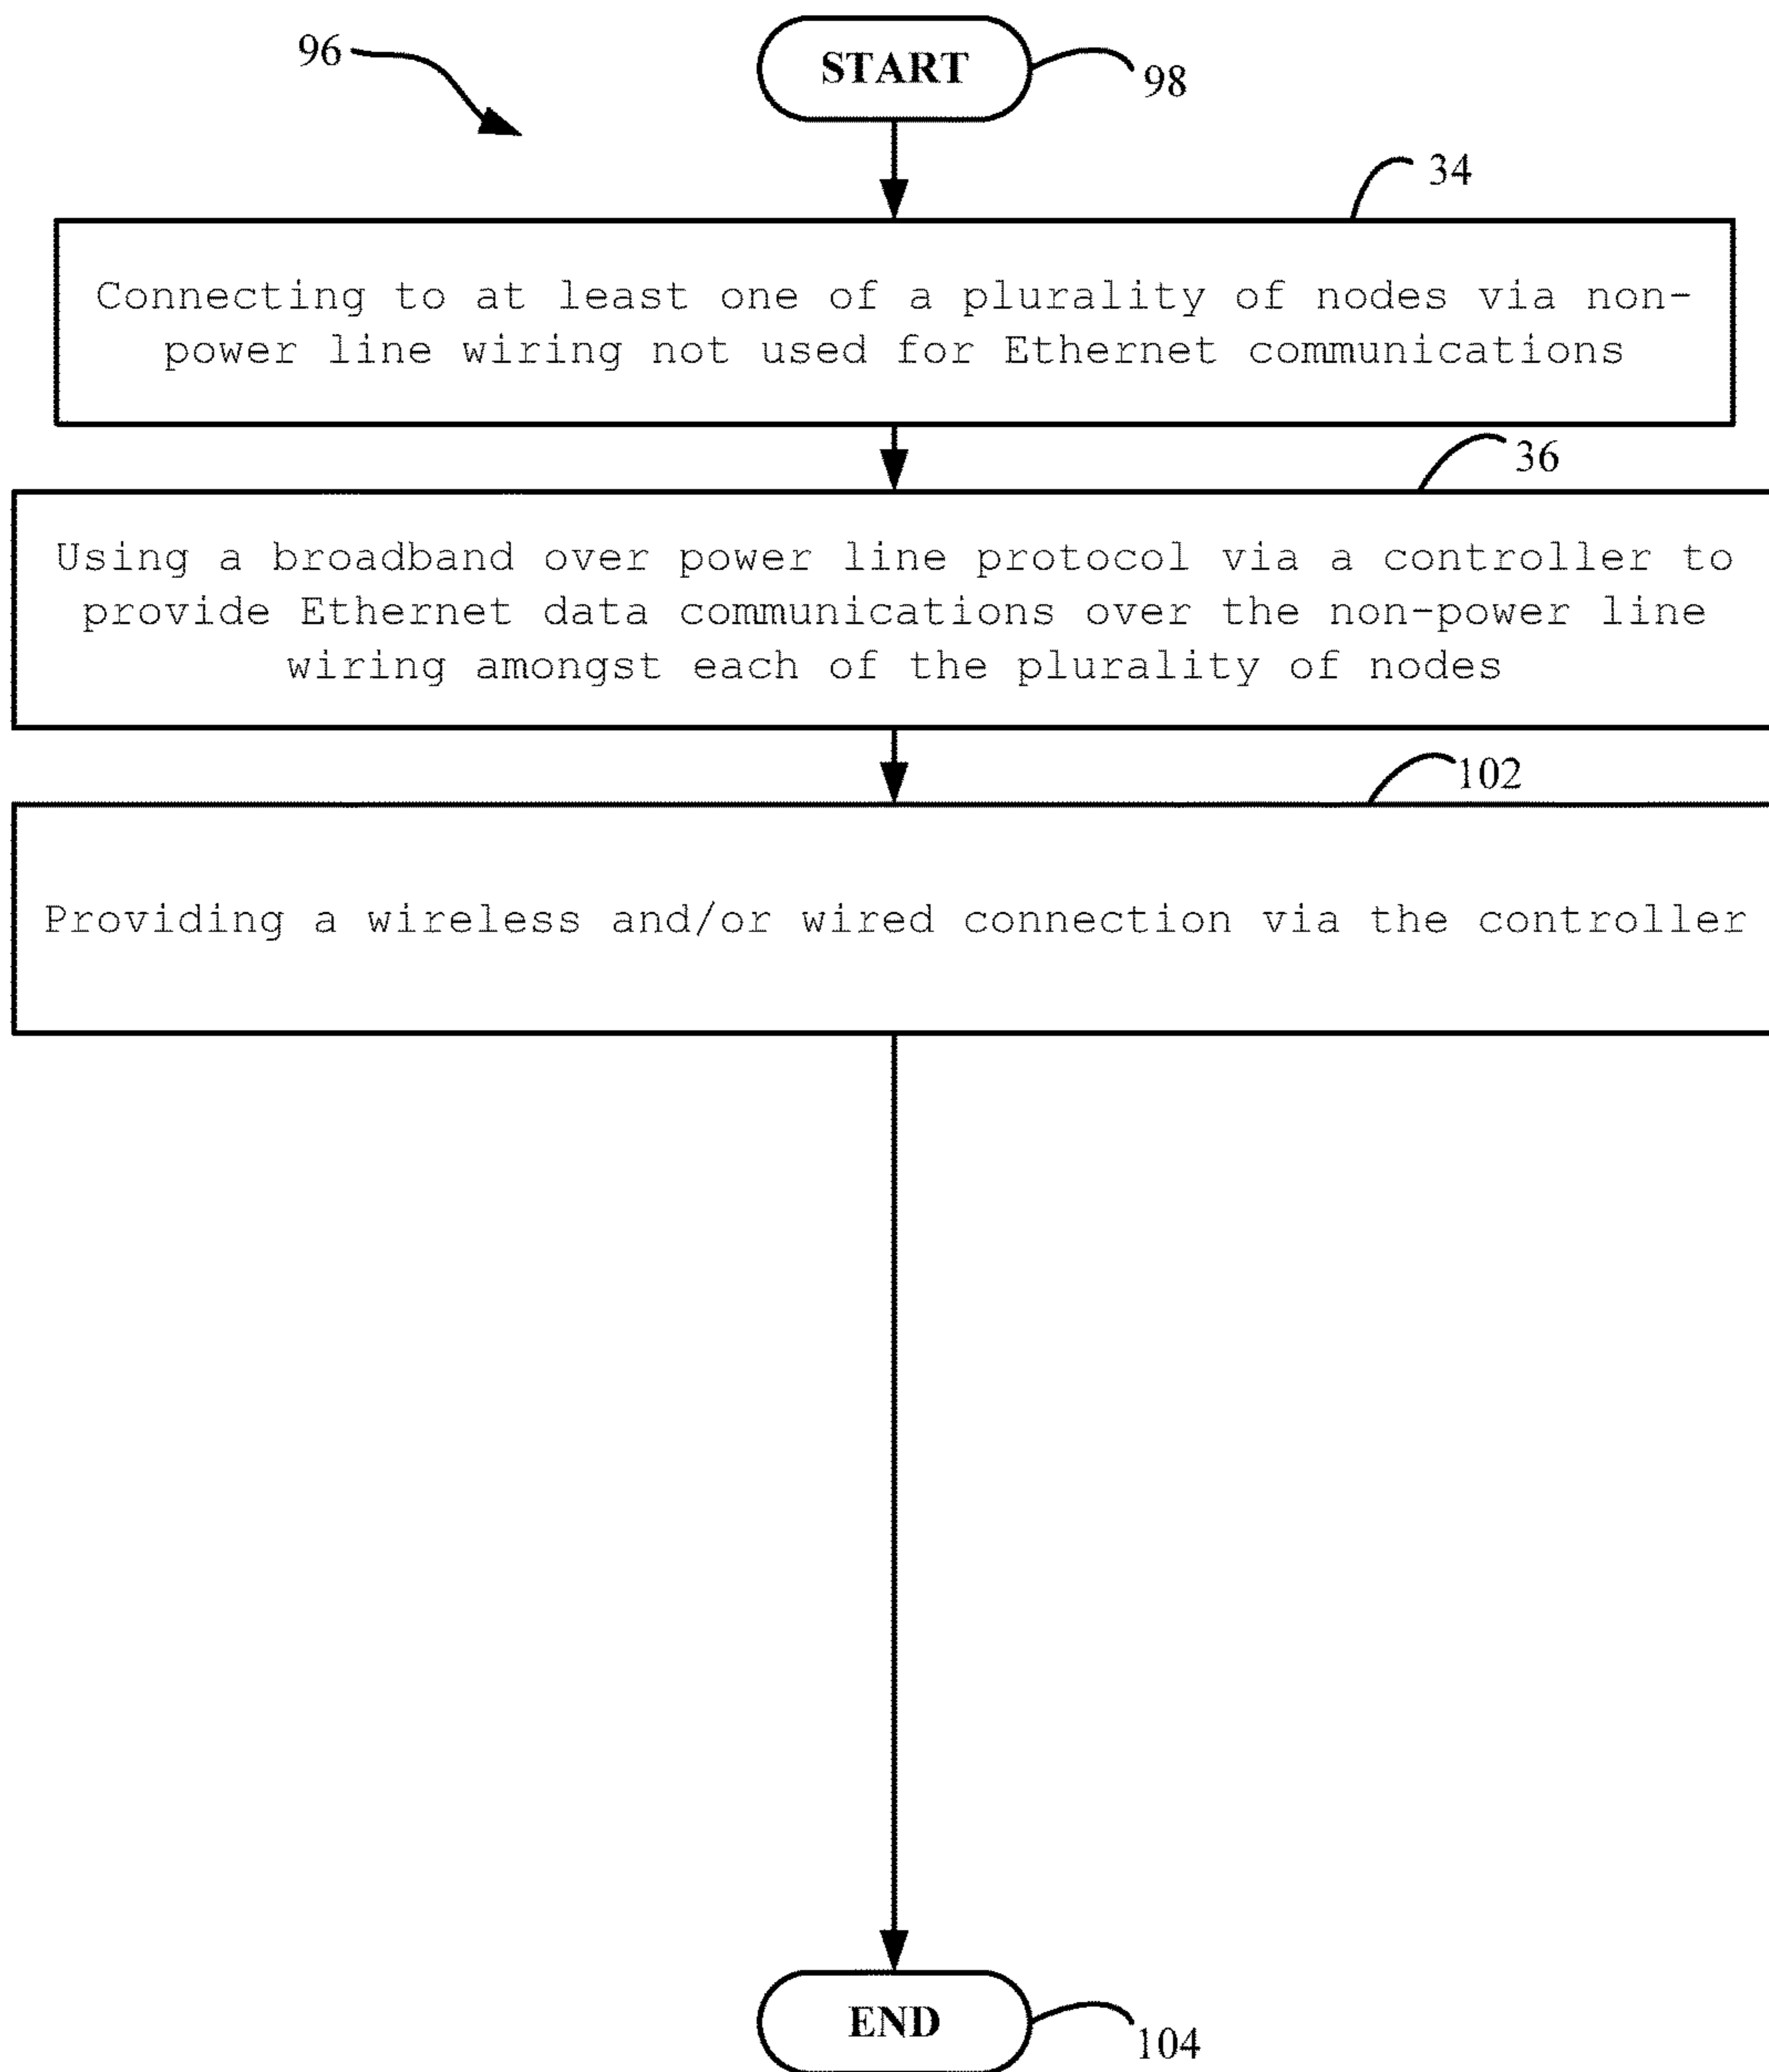 96
START
98
34
Connecting to at least one of a plurality of nodes via non-
power line wiring not used for Ethernet communications
36
Using a broadband over power line protocol via a controller to
provide Ethernet data communications over the non-power line
wiring amongst each of the plurality of nodes
102
Providing a wireless and/or wired connection via the controller
END
104